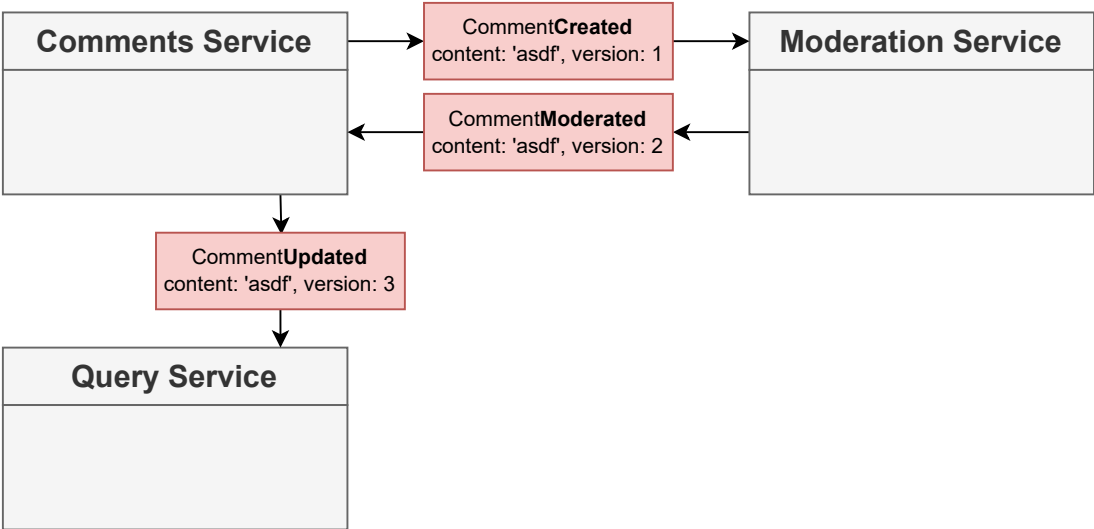 Comments Service
CommentCreated
content: 'asdf', version: 1
Moderation Service
CommentModerated
content: 'asdf', version: 2
CommentUpdated
content: 'asdf', version: 3
Query Service